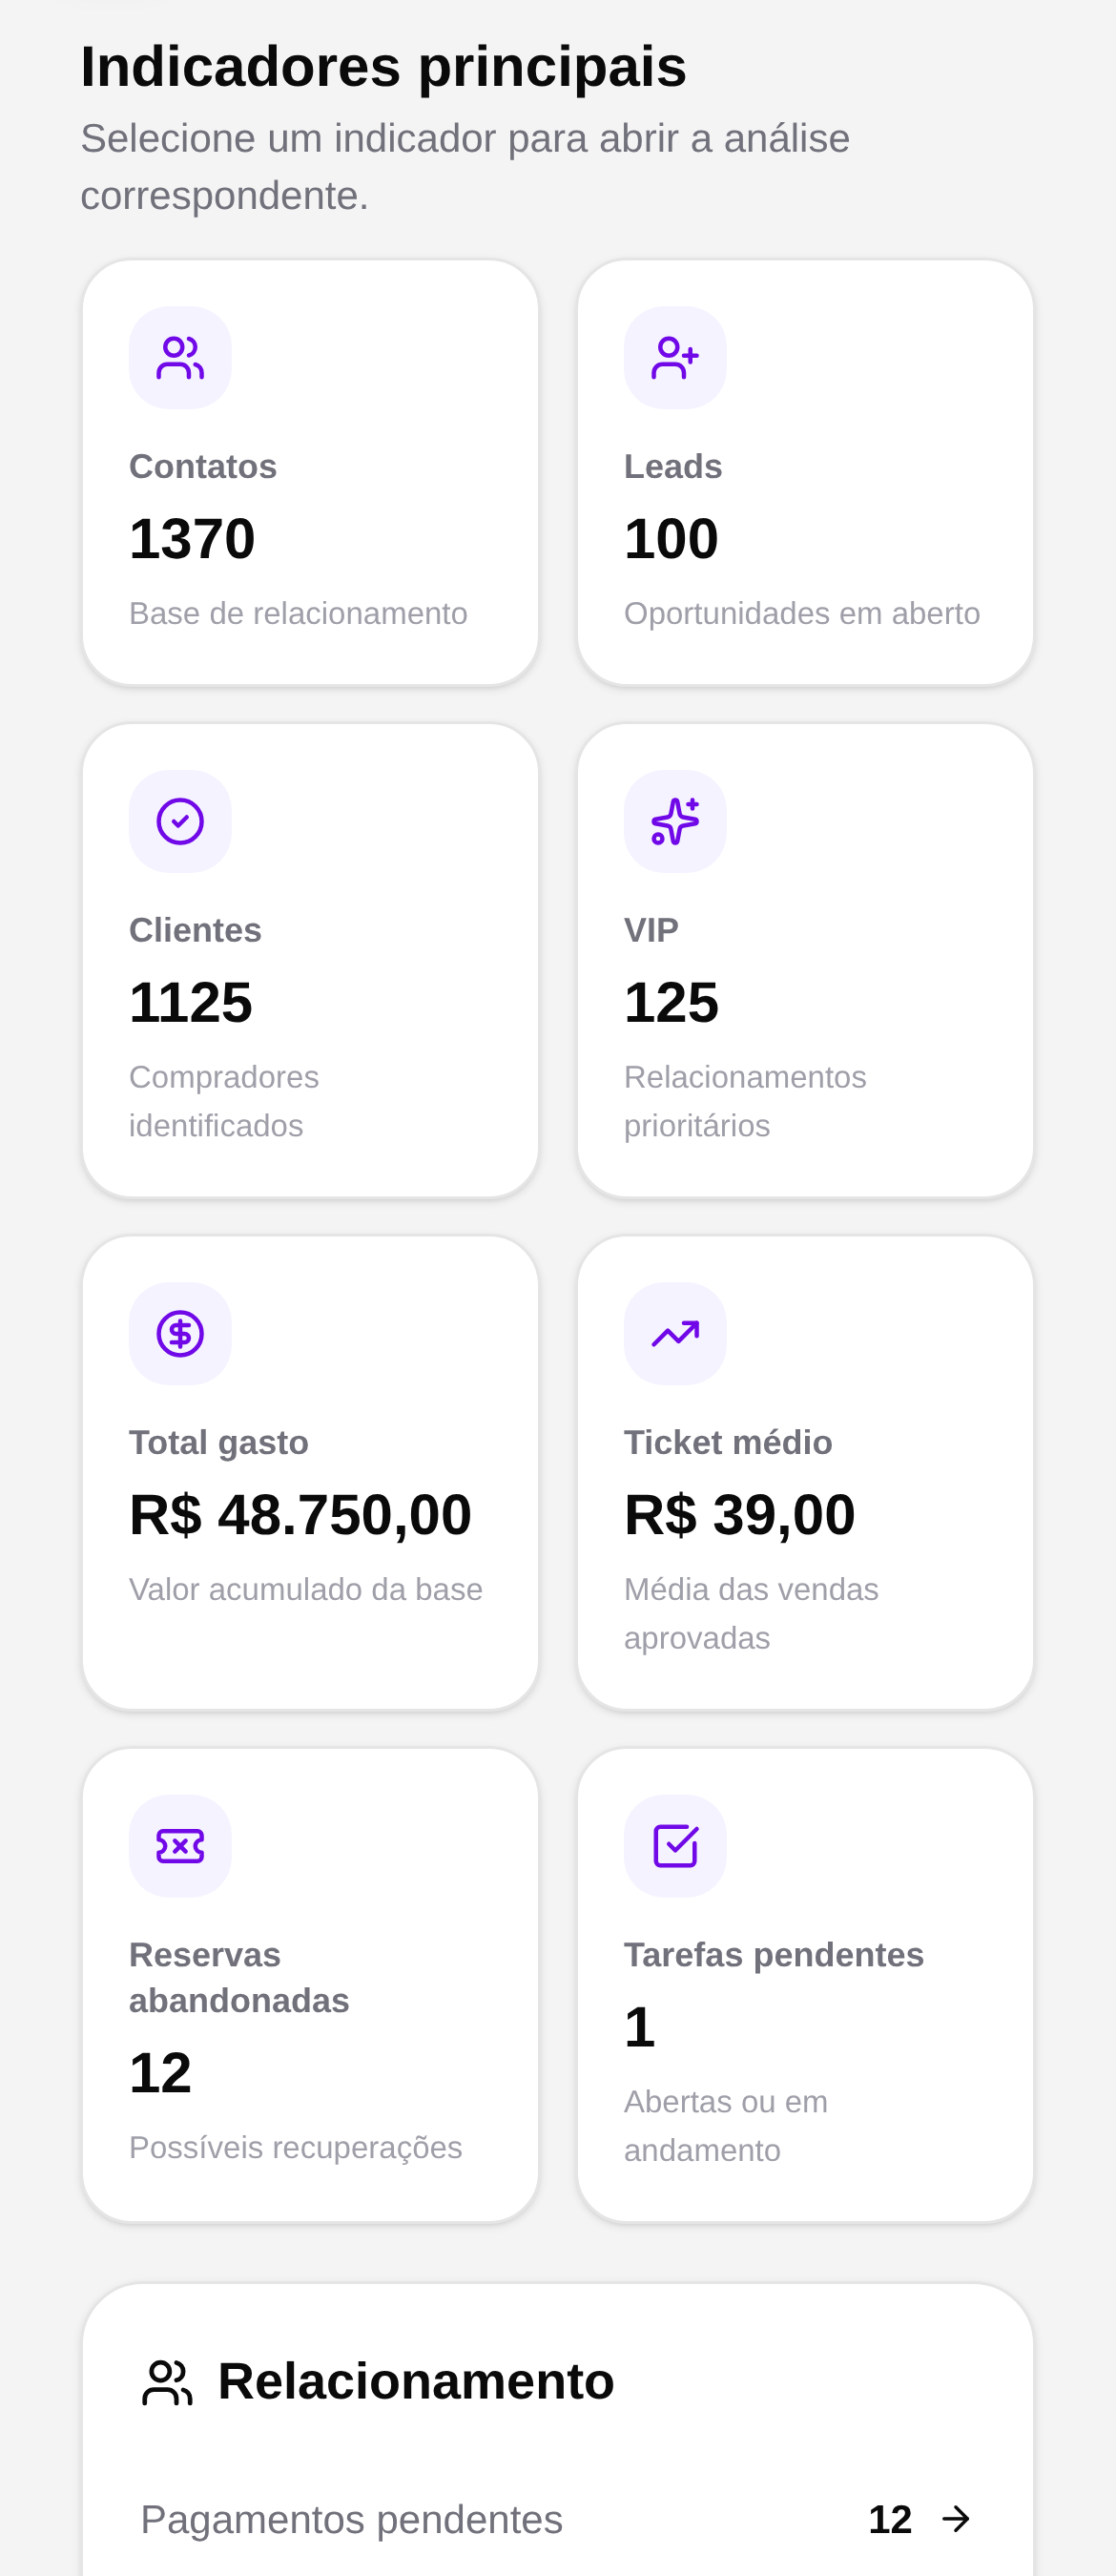 Indicadores principais
Selecione um indicador para abrir a análise
correspondente.
Contatos
1370
Base de relacionamento
Leads
100
Oportunidades em aberto
Clientes
1125
Compradores
identificados
VIP
125
Relacionamentos
prioritários
Total gasto
R$ 48.750,00
Valor acumulado da base
Ticket médio
R$ 39,00
Média das vendas
aprovadas
Reservas
abandonadas
12
Possíveis recuperações
Tarefas pendentes
1
Abertas ou em
andamento
Relacionamento
Pagamentos pendentes 12